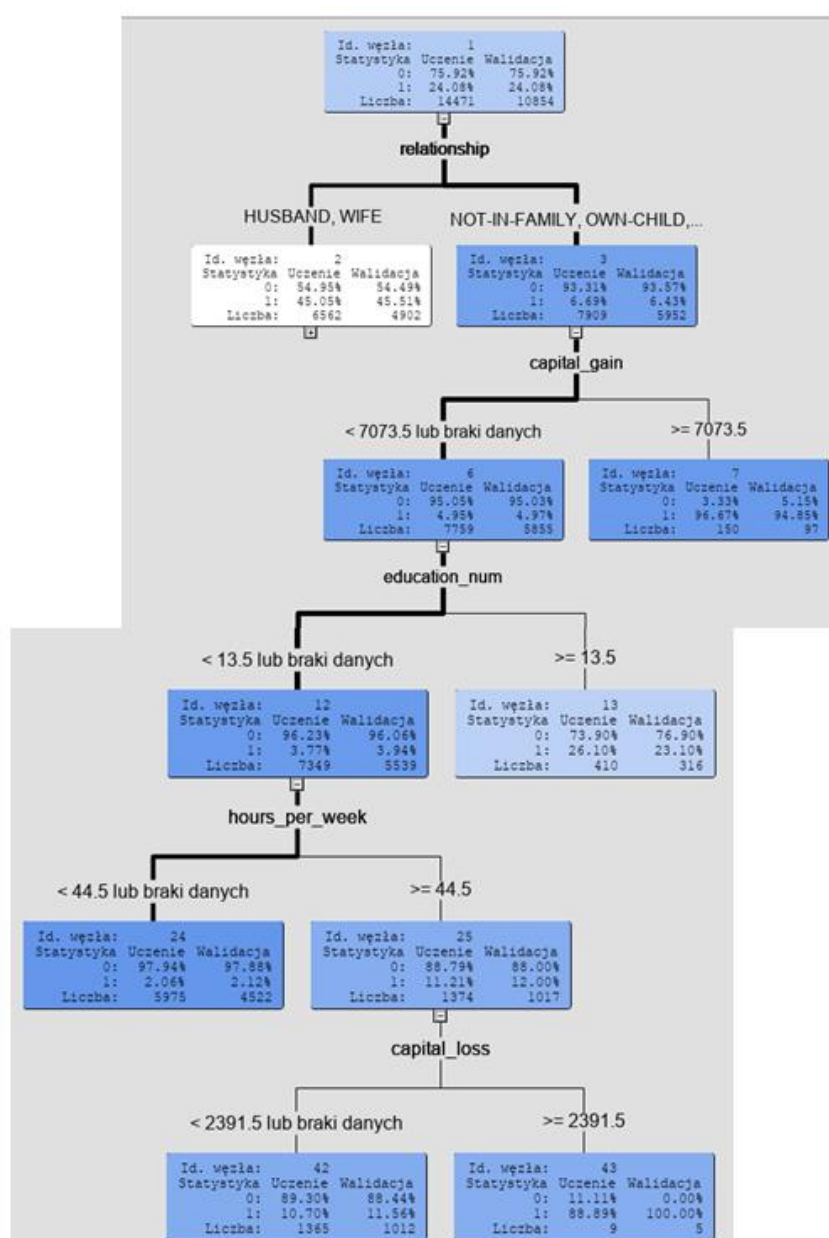 Id. węzła: 1
Statystyka Uczenie Walidacja
0: 75.92% 75.92%
1: 24.08% 24.08%
Liczba: 14471 10854
relationship
HUSBAND, WIFE
NOT-IN-FAMILY, OWN-CHILD,...
Id. węzła: 2
Statystyka Uczenie Walidacja
0: 54.95% 54.49%
1: 45.05% 45.51%
Liczba: 6562 4902
Id. węzła: 3
Statystyka Uczenie Walidacja
0: 93.31% 93.57%
1: 6.69% 6.43%
Liczba: 7909 5952
capital_gain
< 7073.5 lub braki danych
>= 7073.5
Id. węzła: 6
Statystyka Uczenie Walidacja
0: 95.05% 95.03%
1: 4.95% 4.97%
Liczba: 7759 5855
Id. węzła: 7
Statystyka Uczenie Walidacja
0: 3.33% 5.15%
1: 96.67% 94.85%
Liczba: 150 97
education_num
< 13.5 lub braki danych
>= 13.5
Id. węzła: 12
Statystyka Uczenie Walidacja
0: 96.23% 96.06%
1: 3.77% 3.94%
Liczba: 7349 5539
Id. węzła: 13
Statystyka Uczenie Walidacja
0: 73.90% 76.90%
1: 26.10% 23.10%
Liczba: 410 316
hours_per_week
< 44.5 lub braki danych
>= 44.5
Id. węzła: 24
Statystyka Uczenie Walidacja
0: 97.94% 97.88%
1: 2.06% 2.12%
Liczba: 5975 4522
Id. węzła: 25
Statystyka Uczenie Walidacja
0: 88.79% 88.00%
1: 11.21% 12.00%
Liczba: 1374 1017
capital_loss
< 2391.5 lub braki danych
>= 2391.5
Id. węzła: 42
Statystyka Uczenie Walidacja
0: 89.30% 88.44%
1: 10.70% 11.56%
Liczba: 1365 1012
Id. węzła: 43
Statystyka Uczenie Walidacja
0: 11.11% 0.00%
1: 88.89% 100.00%
Liczba: 9 5